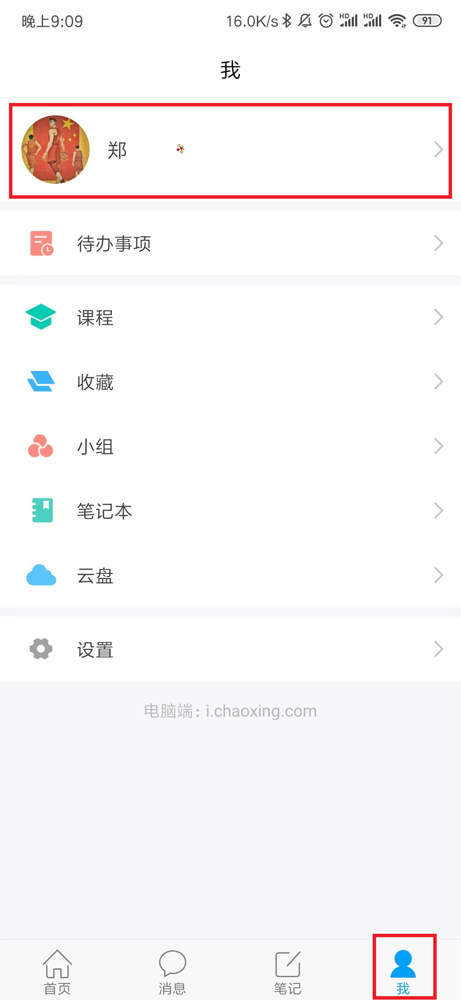 晚上9:09 16.0K/s HD HD 91
我
郑
待办事项
课程
收藏
小组
笔记本
云盘
设置
电脑端：i.chaoxing.com
首页 消息 笔记 我